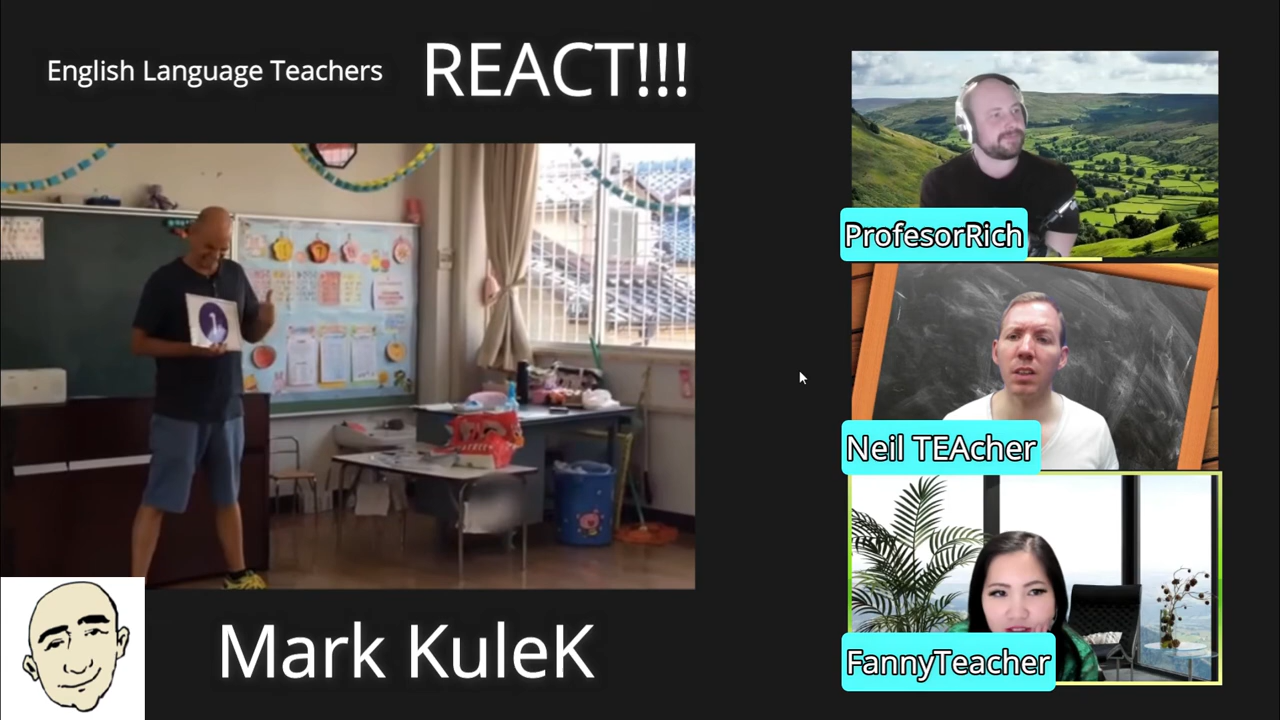 English Language Teachers
REACT!!!
ProfesorRich
Neil TEAcher
FannyTeacher
Mark KuleK